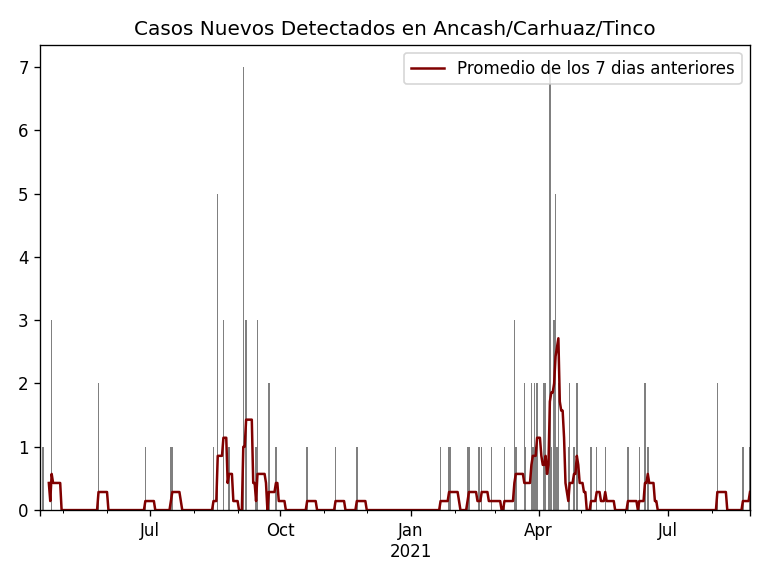 Casos Nuevos Detectados en Ancash/Carhuaz/Tinco
Promedio de los 7 dias anteriores
7
6
5
4
3
2
1
0
Jul
Oct
Jan
Apr
Jul
2021